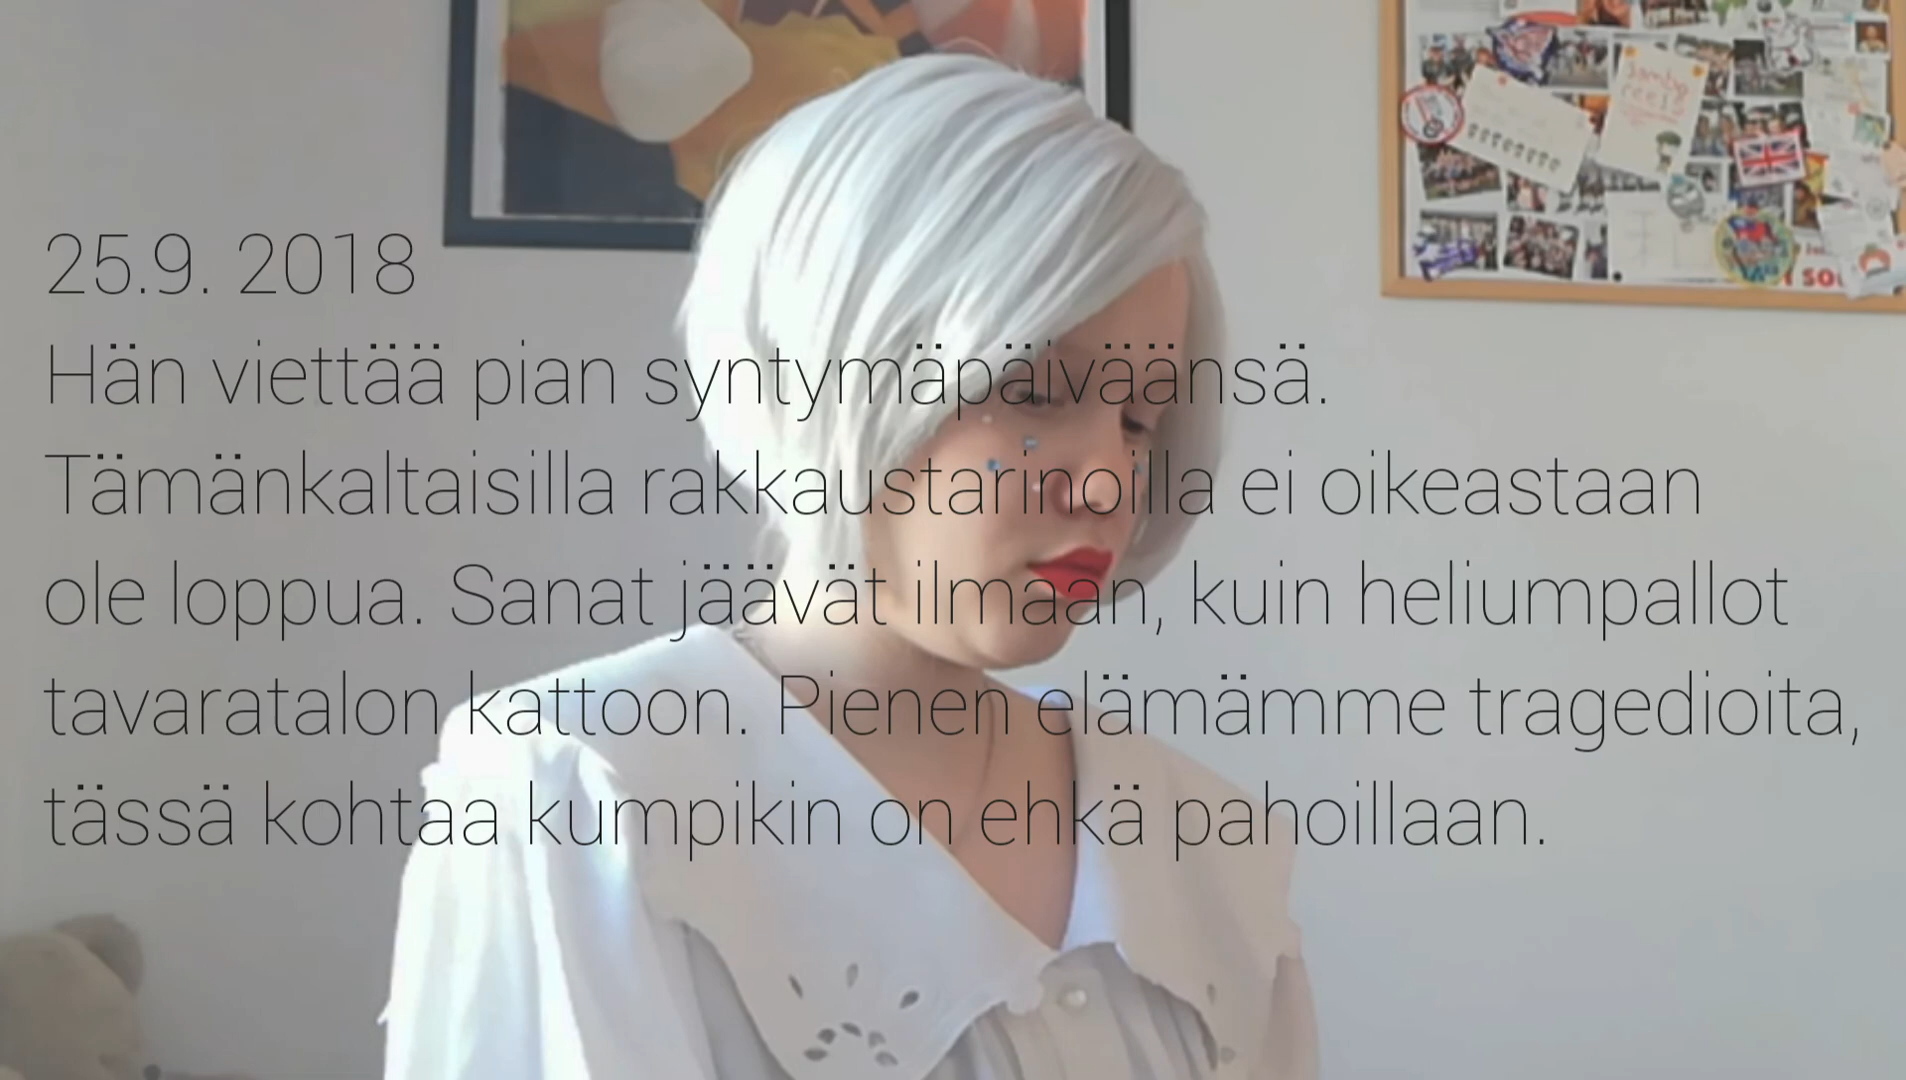 25.9. 2018
Hän viettää pian syntymäpäiväänsä.
Tämänkaltaisilla rakkaustarinoilla ei oikeastaan
ole loppua. Sanat jäävät ilmaan, kuin heliumpallot
tavaratalon kattoon. Pienen elämämme tragedioita,
tässä kohtaa kumpikin on ehkä pahoillaan.